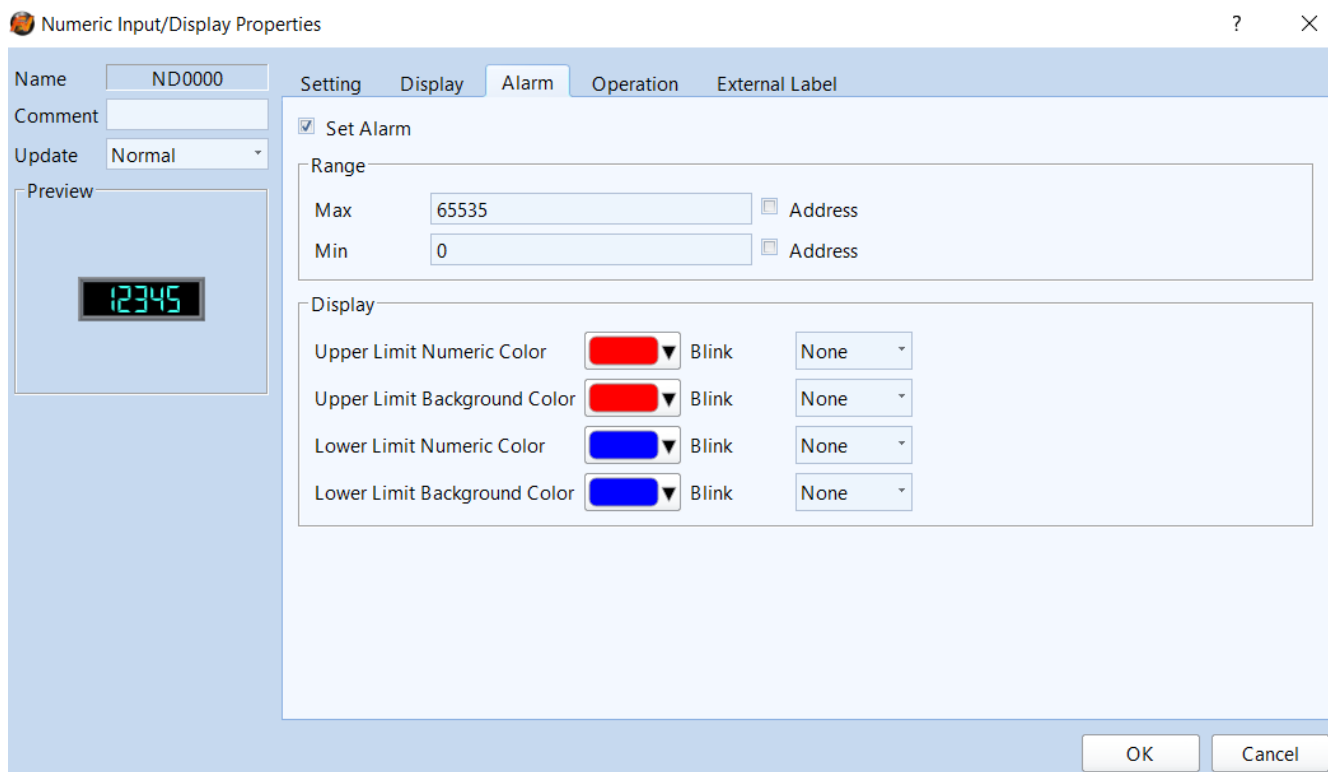 Numeric Input/Display Properties ? ×
Name ND0000
Comment
Update Normal
Preview
12345
Setting Display Alarm Operation External Label
Set Alarm
Range
Max 65535 Address
Min 0 Address
Display
Upper Limit Numeric Color Blink None
Upper Limit Background Color Blink None
Lower Limit Numeric Color Blink None
Lower Limit Background Color Blink None
OK Cancel